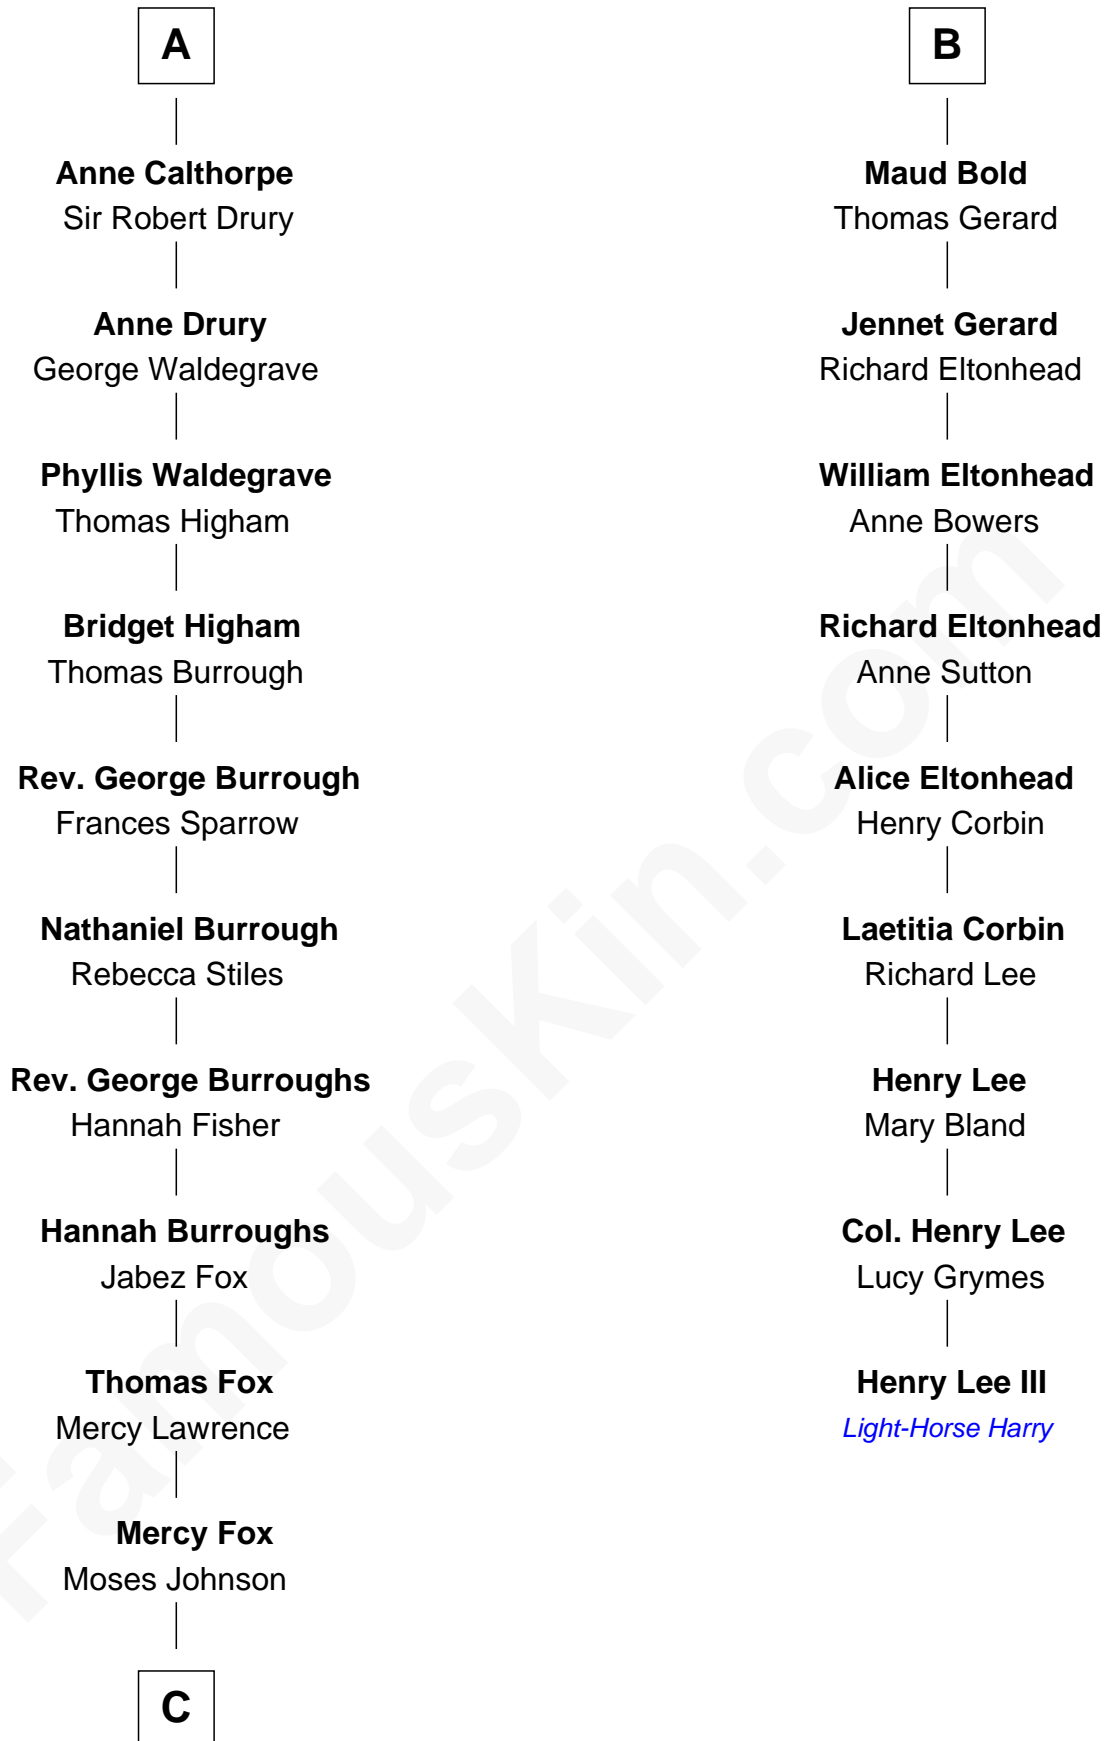 A
Anne Calthorpe
Sir Robert Drury
Anne Drury
George Waldegrave
Phyllis Waldegrave
Thomas Higham
Bridget Higham
Thomas Burrough
Rev. George Burrough
Frances Sparrow
Nathaniel Burrough
Rebecca Stiles
Rev. George Burroughs
Hannah Fisher
Hannah Burroughs
Jabez Fox
Thomas Fox
Mercy Lawrence
Mercy Fox
Moses Johnson
C
B
Maud Bold
Thomas Gerard
Jennet Gerard
Richard Eltonhead
William Eltonhead
Anne Bowers
Richard Eltonhead
Anne Sutton
Alice Eltonhead
Henry Corbin
Laetitia Corbin
Richard Lee
Henry Lee
Mary Bland
Col. Henry Lee
Lucy Grymes
Henry Lee III
Light-Horse Harry
FamousKin.com